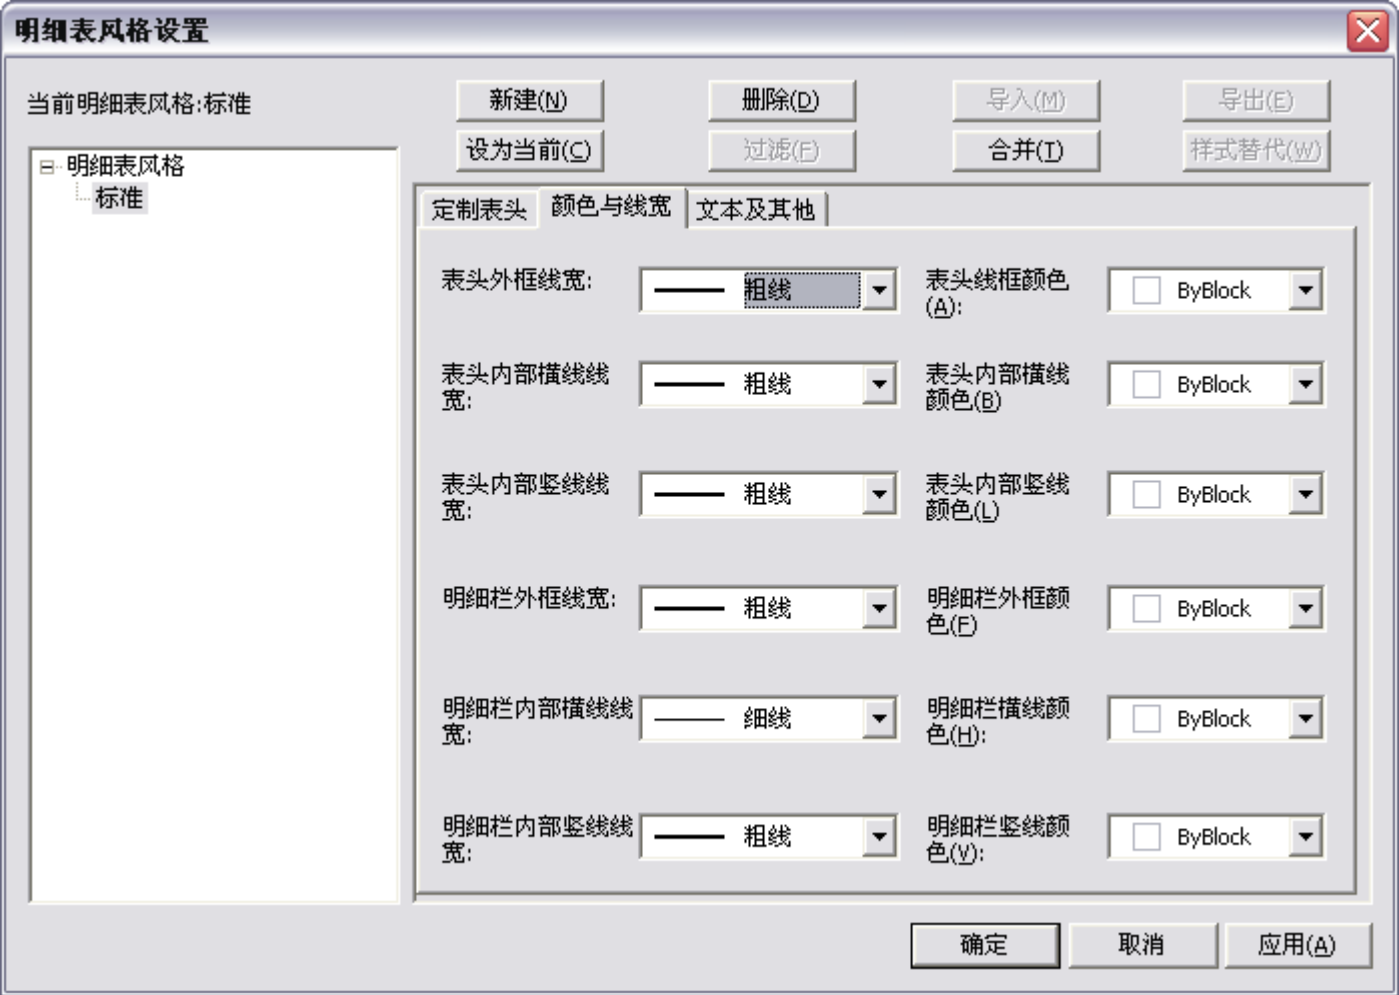 明细表风格设置
当前明细表风格:标准
新建(N)
删除(D)
导入(M)
导出(E)
设为当前(C)
过滤(F)
合并(T)
样式替代(W)
明细表风格
标准
定制表头
颜色与线宽
文本及其他
表头外框线宽:
粗线
表头线框颜色
(A):
ByBlock
表头内部横线线
宽:
粗线
表头内部横线
颜色(B)
ByBlock
表头内部竖线线
宽:
粗线
表头内部竖线
颜色(L)
ByBlock
明细栏外框线宽:
粗线
明细栏外框颜
色(F)
ByBlock
明细栏内部横线线
宽:
细线
明细栏横线颜
色(H):
ByBlock
明细栏内部竖线线
宽:
粗线
明细栏竖线颜
色(V):
ByBlock
确定
取消
应用(A)